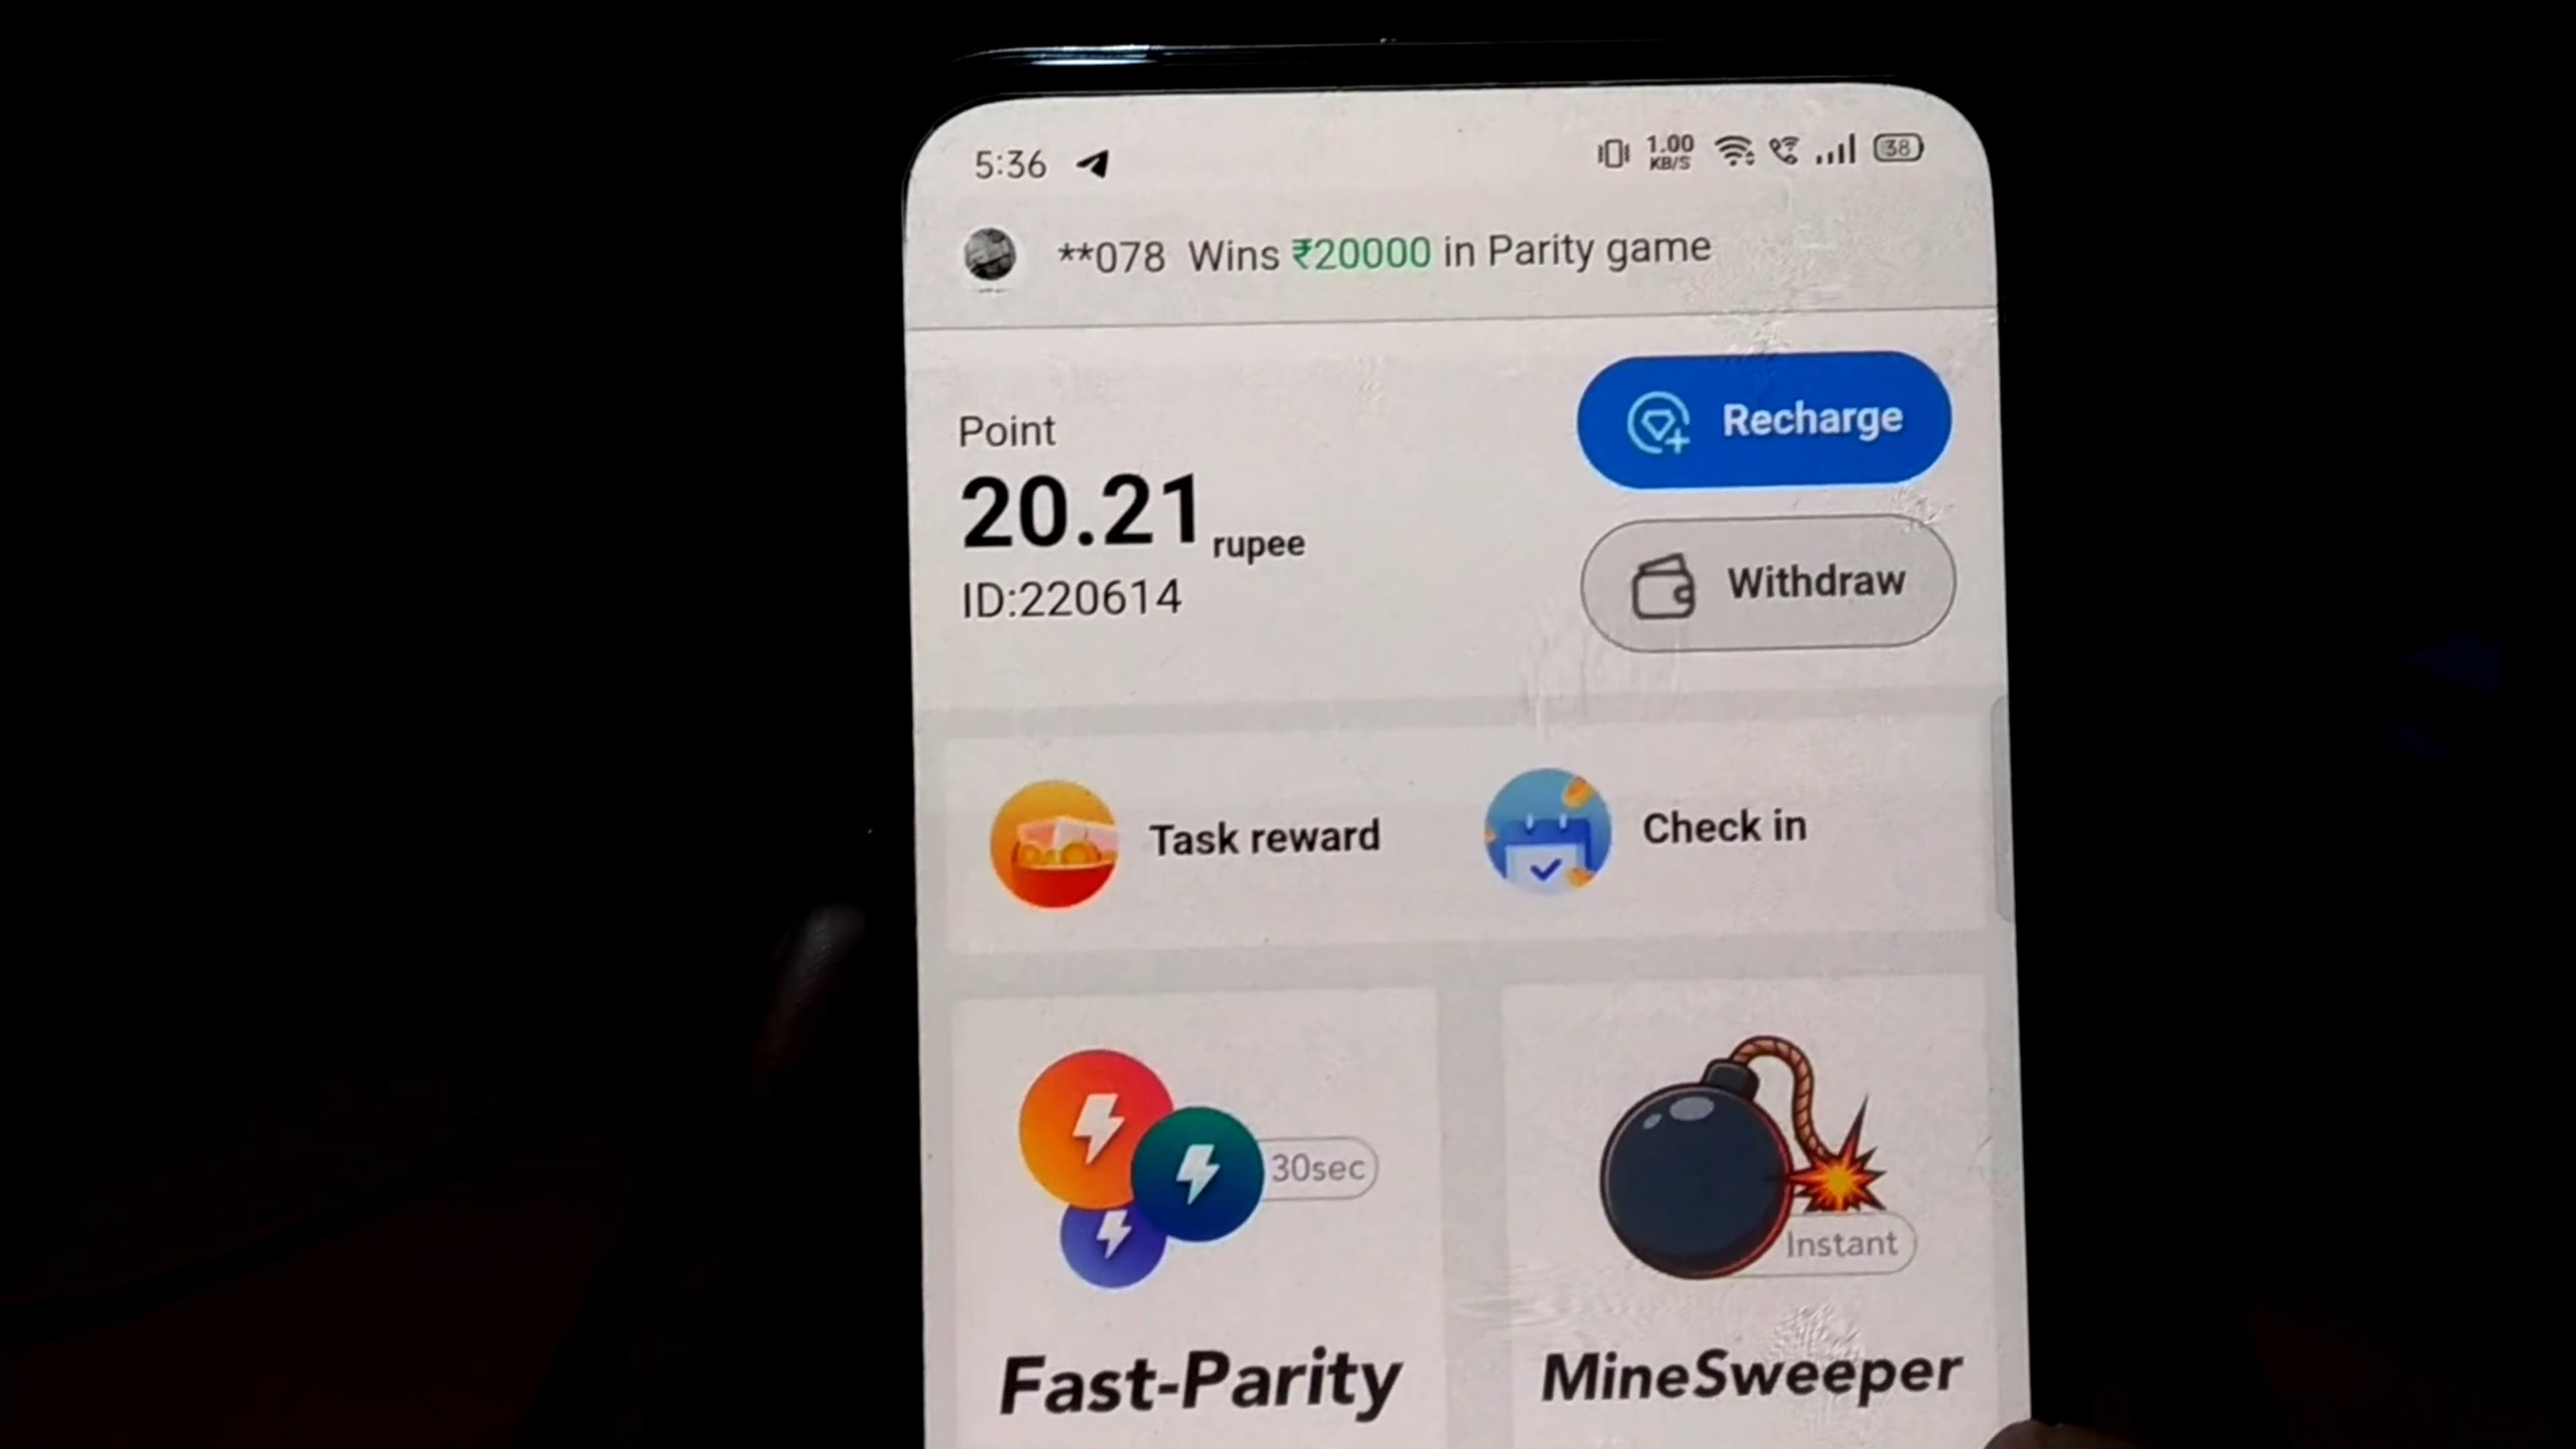 5:36
1.00
KB/S
38
**078 Wins ₹20000 in Parity game
Point
Recharge
20.21 rupee
ID:220614
Withdraw
Task reward
Check in
30sec
Instant
Fast-Parity
MineSweeper